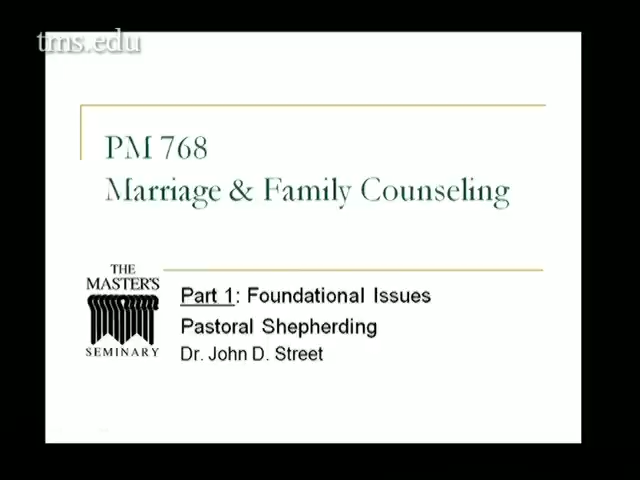 tms.edu
PM 768
Marriage & Family Counseling
THE
MASTER'S
SEMINARY
Part 1: Foundational Issues
Pastoral Shepherding
Dr. John D. Street